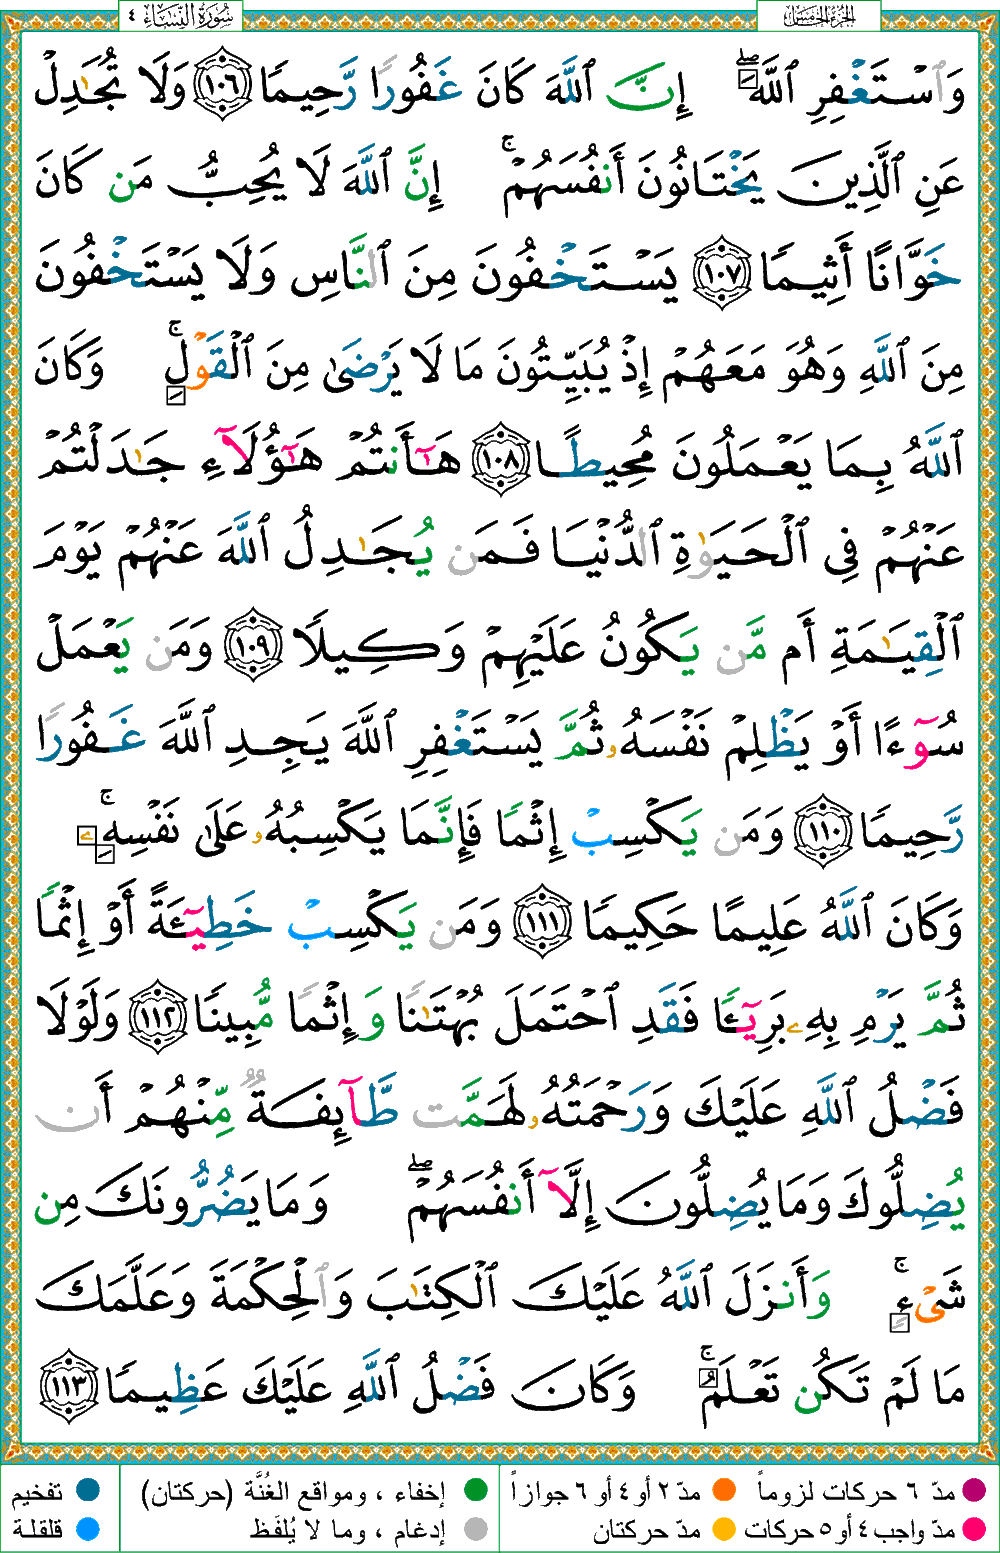 الجزء الخامس
سُورَةُ النِّسَاءِ ٤
وَٱسْتَغْفِرِ ٱللَّهَۖ إِنَّ ٱللَّهَ كَانَ غَفُورًا رَّحِيمًا ١٠٦ وَلَا تُجَٰدِلْ
عَنِ ٱلَّذِينَ يَخْتَانُونَ أَنفُسَهُمْۚ إِنَّ ٱللَّهَ لَا يُحِبُّ مَن كَانَ
خَوَّانًا أَثِيمًا ١٠٧ يَسْتَخْفُونَ مِنَ ٱلنَّاسِ وَلَا يَسْتَخْفُونَ
مِنَ ٱللَّهِ وَهُوَ مَعَهُمْ إِذْ يُبَيِّتُونَ مَا لَا يَرْضَىٰ مِنَ ٱلْقَوْلِۚ وَكَانَ
ٱللَّهُ بِمَا يَعْمَلُونَ مُحِيطًا ١٠٨ هَٰٓأَنتُمْ هَٰٓؤُلَآءِ جَٰدَلْتُمْ
عَنْهُمْ فِى ٱلْحَيَوٰةِ ٱلدُّنْيَا فَمَن يُجَٰدِلُ ٱللَّهَ عَنْهُمْ يَوْمَ
ٱلْقِيَٰمَةِ أَم مَّن يَكُونُ عَلَيْهِمْ وَكِيلًا ١٠٩ وَمَن يَعْمَلْ
سُوٓءًا أَوْ يَظْلِمْ نَفْسَهُۥ ثُمَّ يَسْتَغْفِرِ ٱللَّهَ يَجِدِ ٱللَّهَ غَفُورًا
رَّحِيمًا ١١٠ وَمَن يَكْسِبْ إِثْمًا فَإِنَّمَا يَكْسِبُهُۥ عَلَىٰ نَفْسِهِۦۚ
وَكَانَ ٱللَّهُ عَلِيمًا حَكِيمًا ١١١ وَمَن يَكْسِبْ خَطِيٓـَٔةً أَوْ إِثْمًا
ثُمَّ يَرْمِ بِهِۦ بَرِيٓـًٔا فَقَدِ ٱحْتَمَلَ بُهْتَٰنًا وَإِثْمًا مُّبِينًا ١١٢ وَلَوْلَا
فَضْلُ ٱللَّهِ عَلَيْكَ وَرَحْمَتُهُۥ لَهَمَّت طَّآئِفَةٌ مِّنْهُمْ أَن
يُضِلُّوكَ وَمَا يُضِلُّونَ إِلَّآ أَنفُسَهُمْۖ وَمَا يَضُرُّونَكَ مِن
شَىْءٍۚ وَأَنزَلَ ٱللَّهُ عَلَيْكَ ٱلْكِتَٰبَ وَٱلْحِكْمَةَ وَعَلَّمَكَ
مَا لَمْ تَكُن تَعْلَمُۚ وَكَانَ فَضْلُ ٱللَّهِ عَلَيْكَ عَظِيمًا ١١٣
مدّ ٦ حركات لزوماً مدّ ٢ أو ٤ أو ٦ جوازاً إخفاء ، ومواقع الغُنَّة (حركتان) تفخيم
مدّ واجب ٤ أو ٥ حركات مدّ حركتان إدغام ، وما لا يُلفَظ قلقلة